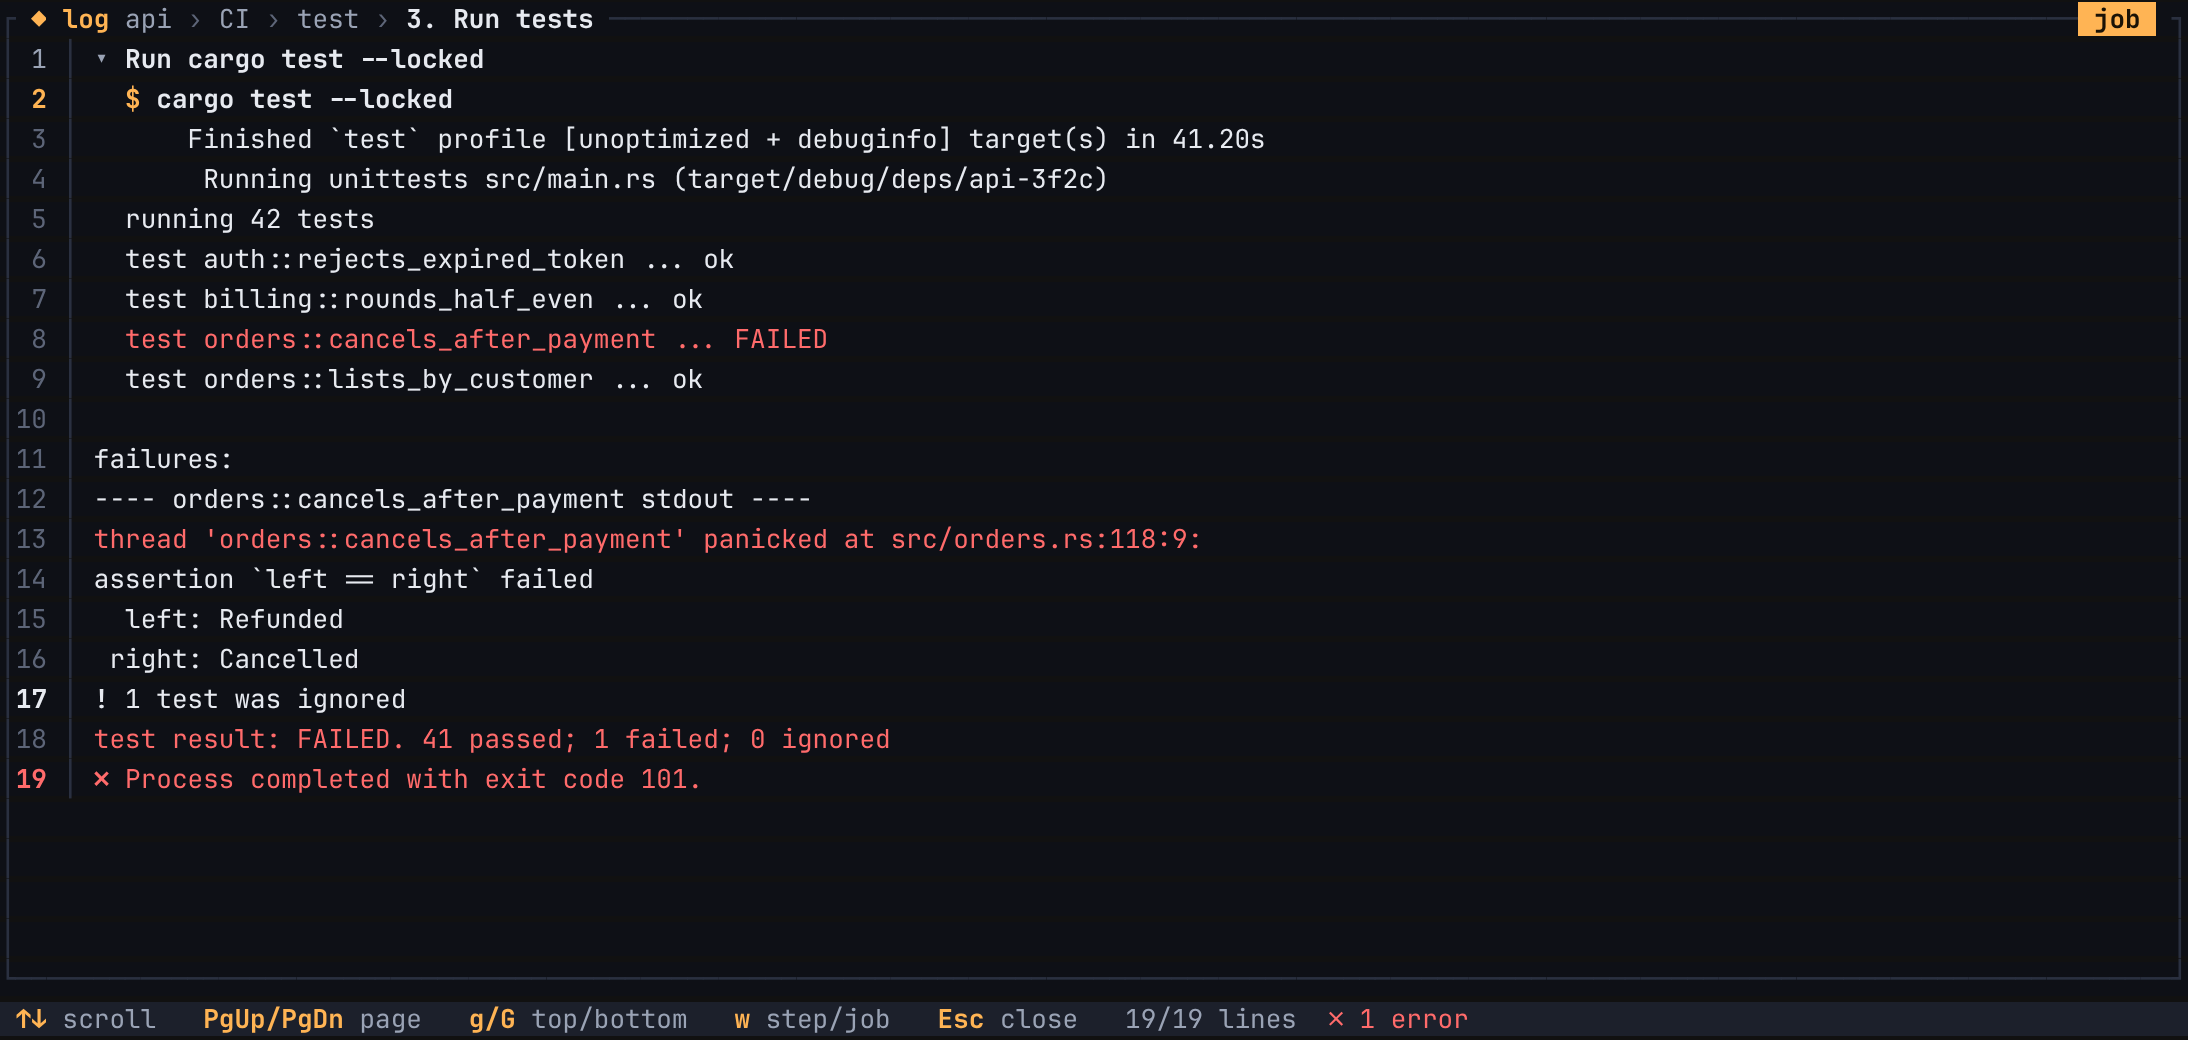 ◆ log api › CI › test › 3. Run tests job
1 ▾ Run cargo test --locked
2 $ cargo test --locked
3 Finished `test` profile [unoptimized + debuginfo] target(s) in 41.20s
4 Running unittests src/main.rs (target/debug/deps/api-3f2c)
5 running 42 tests
6 test auth::rejects_expired_token ... ok
7 test billing::rounds_half_even ... ok
8 test orders::cancels_after_payment ... FAILED
9 test orders::lists_by_customer ... ok
10
11 failures:
12 ---- orders::cancels_after_payment stdout ----
13 thread 'orders::cancels_after_payment' panicked at src/orders.rs:118:9:
14 assertion `left == right` failed
15 left: Refunded
16 right: Cancelled
17 ! 1 test was ignored
18 test result: FAILED. 41 passed; 1 failed; 0 ignored
19 × Process completed with exit code 101.
↑↓ scroll PgUp/PgDn page g/G top/bottom w step/job Esc close 19/19 lines × 1 error